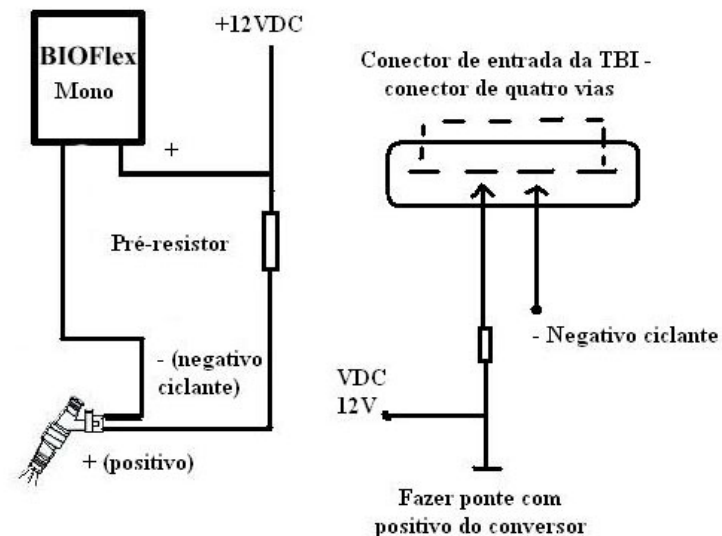 BIOFlex
Mono
+12VDC
+
Pré-resistor
- (negativo
ciclante)
+ (positivo)
Conector de entrada da TBI -
conector de quatro vias
- Negativo ciclante
VDC
12V
Fazer ponte com
positivo do conversor